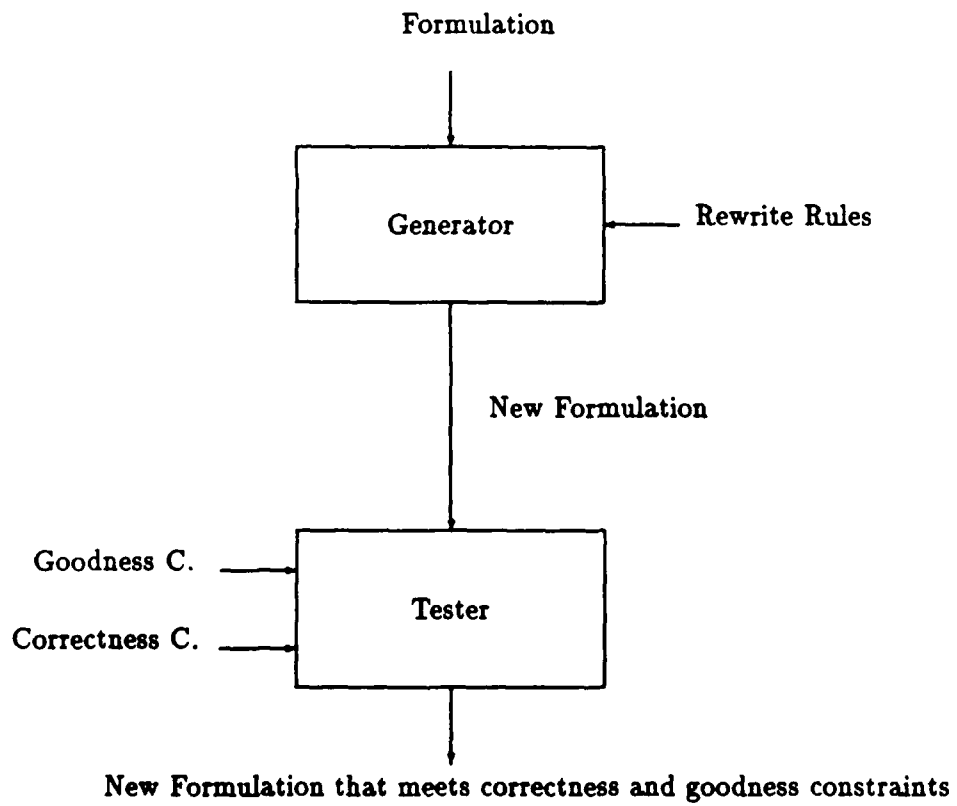 Formulation
Generator
Rewrite Rules
New Formulation
Goodness C.
Tester
Correctness C.
New Formulation that meets correctness and goodness constraints